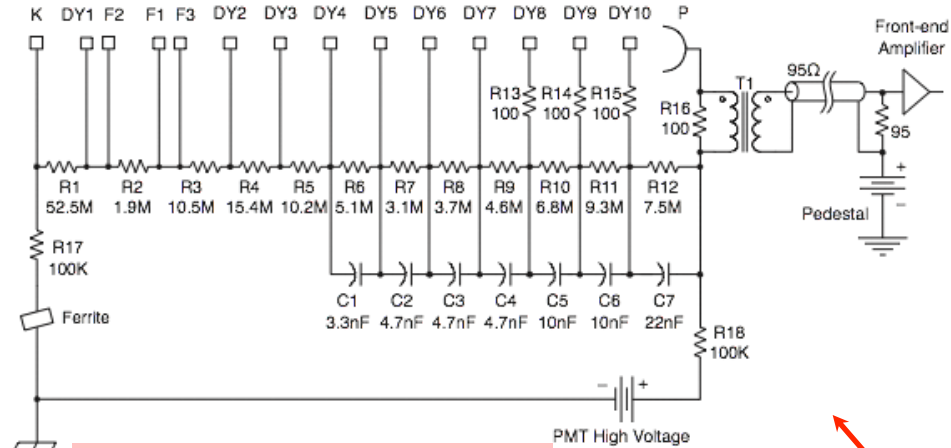 K DY1 F2 F1 F3 DY2 DY3 DY4 DY5 DY6 DY7 DY8 DY9 DY10 P
Front-end
Amplifier
R13
100
R14
100
R15
100
R16
100
T1
95Ω
95
R1
52.5M
R2
1.9M
R3
10.5M
R4
15.4M
R5
10.2M
R6
5.1M
R7
3.1M
R8
3.7M
R9
4.6M
R10
6.8M
R11
9.3M
R12
7.5M
+
−
Pedestal
R17
100K
Ferrite
C1
3.3nF
C2
4.7nF
C3
4.7nF
C4
4.7nF
C5
10nF
C6
10nF
C7
22nF
R18
100K
− +
PMT High Voltage